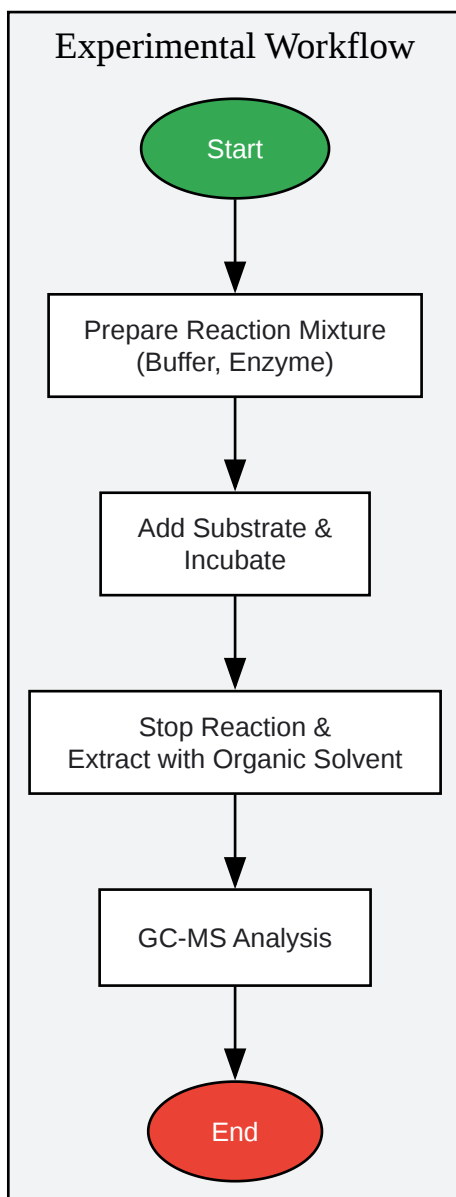 Experimental Workflow
Start
Prepare Reaction Mixture
(Buffer, Enzyme)
Add Substrate &
Incubate
Stop Reaction &
Extract with Organic Solvent
GC-MS Analysis
End